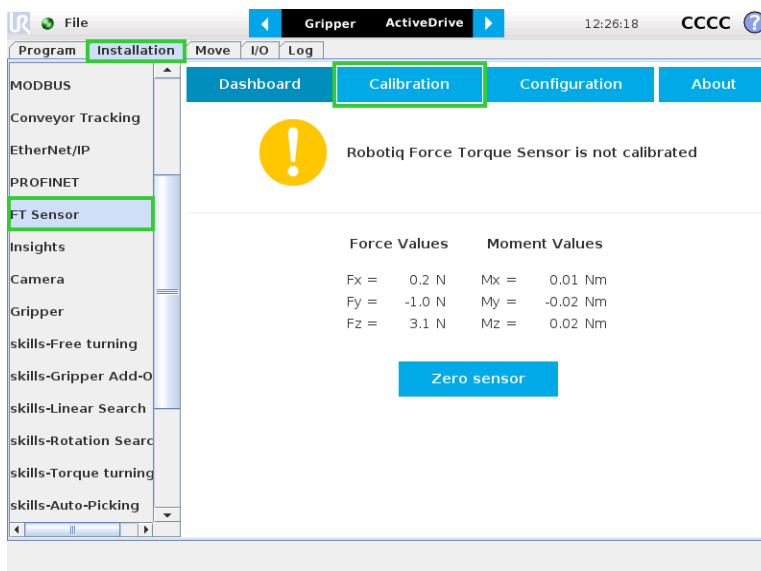 UR File Gripper ActiveDrive 12:26:18 CCCC ?
Program Installation Move I/O Log
MODBUS
Conveyor Tracking
EtherNet/IP
PROFINET
FT Sensor
Insights
Camera
Gripper
skills-Free turning
skills-Gripper Add-O
skills-Linear Search
skills-Rotation Searc
skills-Torque turning
skills-Auto-Picking
Dashboard Calibration Configuration About
Robotiq Force Torque Sensor is not calibrated
Force Values Moment Values
Fx = 0.2 N Mx = 0.01 Nm
Fy = -1.0 N My = -0.02 Nm
Fz = 3.1 N Mz = 0.02 Nm
Zero sensor